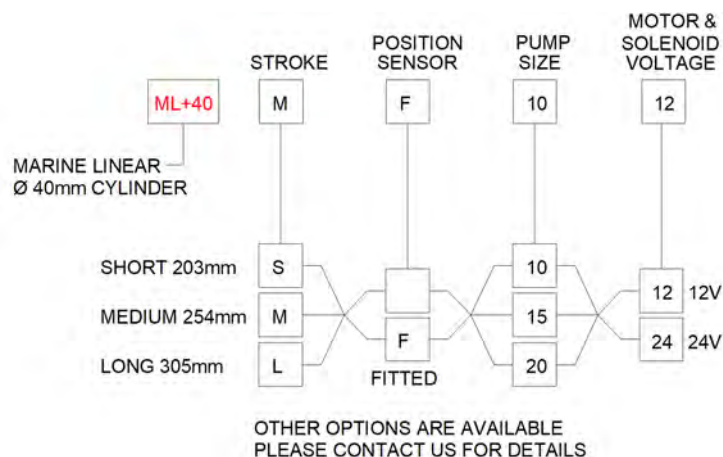 STROKE
POSITION
SENSOR
PUMP
SIZE
MOTOR &
SOLENOID
VOLTAGE
ML+40 M F 10 12
MARINE LINEAR
Ø 40mm CYLINDER
SHORT 203mm S 10
12 12V
MEDIUM 254mm M 15
F 24 24V
LONG 305mm L 20
FITTED
OTHER OPTIONS ARE AVAILABLE
PLEASE CONTACT US FOR DETAILS